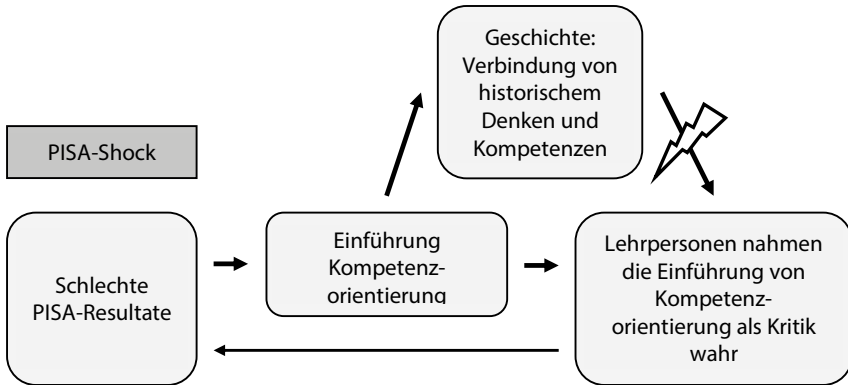 Geschichte:
Verbindung von
historischem
Denken und
Kompetenzen
PISA-Shock
Schlechte
PISA-Resultate
Einführung
Kompetenz-
orientierung
Lehrpersonen nahmen
die Einführung von
Kompetenz-
orientierung als Kritik
wahr